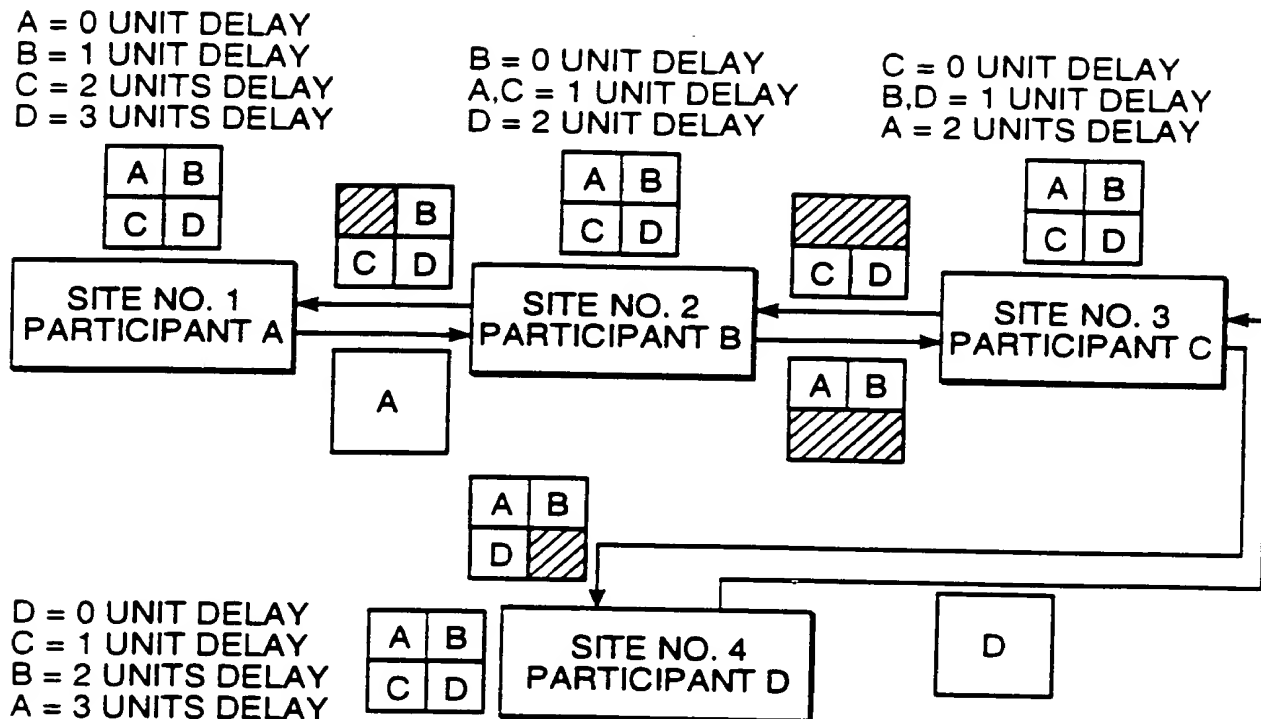 A = 0 UNIT DELAY
B = 1 UNIT DELAY
C = 2 UNITS DELAY
D = 3 UNITS DELAY
B = 0 UNIT DELAY
A,C = 1 UNIT DELAY
D = 2 UNIT DELAY
C = 0 UNIT DELAY
B,D = 1 UNIT DELAY
A = 2 UNITS DELAY
A B
C D
B
C D
A B
C D
C D
A B
C D
SITE NO. 1
PARTICIPANT A
SITE NO. 2
PARTICIPANT B
SITE NO. 3
PARTICIPANT C
A
A B
A B
D
D = 0 UNIT DELAY
C = 1 UNIT DELAY
B = 2 UNITS DELAY
A = 3 UNITS DELAY
A B
C D
SITE NO. 4
PARTICIPANT D
D